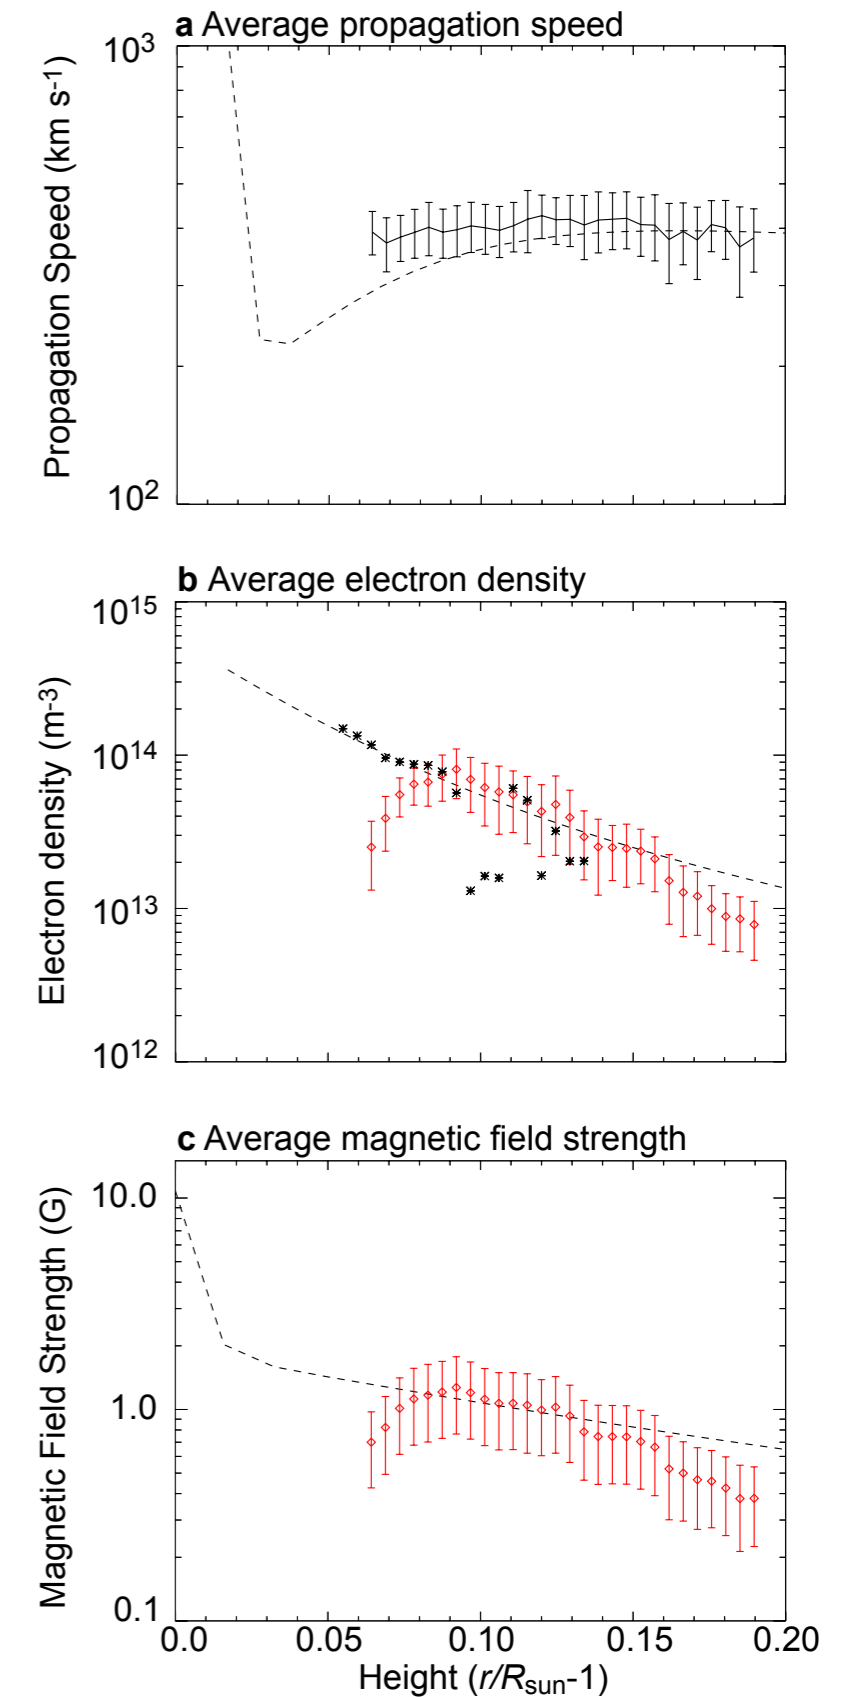 a Average propagation speed
10³
Propagation Speed (km s-1)
10²
b Average electron density
10¹⁵
10¹⁴
Electron density (m-3)
10¹³
10¹²
c Average magnetic field strength
10.0
Magnetic Field Strength (G)
1.0
0.1
0.0 0.05 0.10 0.15 0.20
Height (r/Rsun-1)